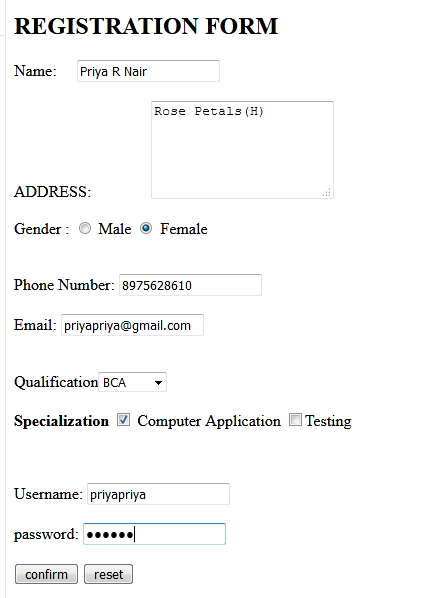 REGISTRATION FORM
Name: Priya R Nair
Rose Petals(H)
ADDRESS:
Gender : Male Female
Phone Number: 8975628610
Email: priyapriya@gmail.com
Qualification BCA
Specialization Computer Application Testing
Username: priyapriya
password: ●●●●●●
confirm reset